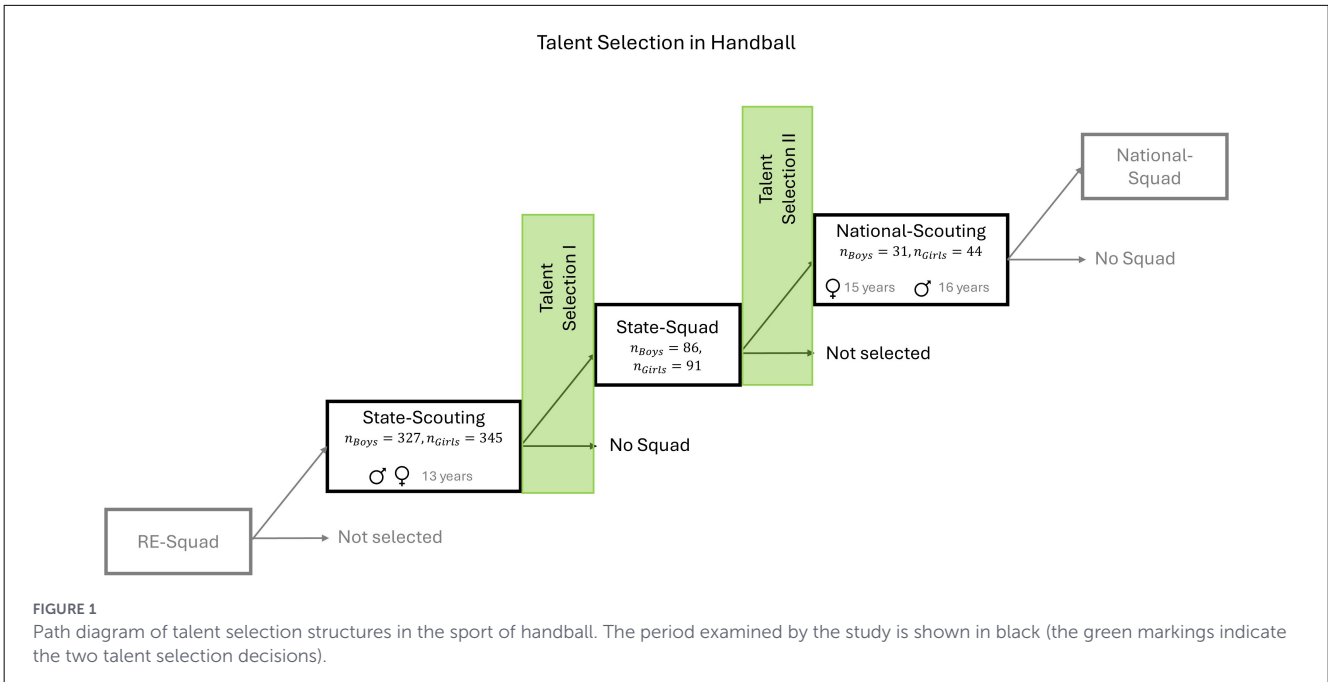 Talent Selection in Handball
National-
Squad
Talent
Selection II
National-Scouting
n_Boys = 31, n_Girls = 44
♀ 15 years ♂ 16 years
No Squad
Talent
Selection I
State-Squad
n_Boys = 86,
n_Girls = 91
Not selected
State-Scouting
n_Boys = 327, n_Girls = 345
♂ ♀ 13 years
No Squad
RE-Squad
Not selected
FIGURE 1
Path diagram of talent selection structures in the sport of handball. The period examined by the study is shown in black (the green markings indicate
the two talent selection decisions).